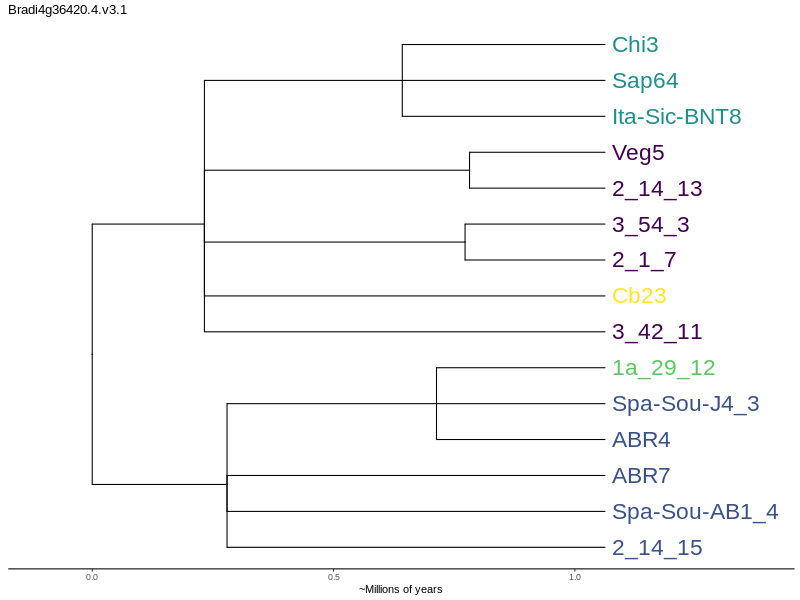 Bradi4g36420.4.v3.1
Chi3
Sap64
Ita-Sic-BNT8
Veg5
2_14_13
3_54_3
2_1_7
Cb23
3_42_11
1a_29_12
Spa-Sou-J4_3
ABR4
ABR7
Spa-Sou-AB1_4
2_14_15
0.0 0.5 1.0
~Millions of years